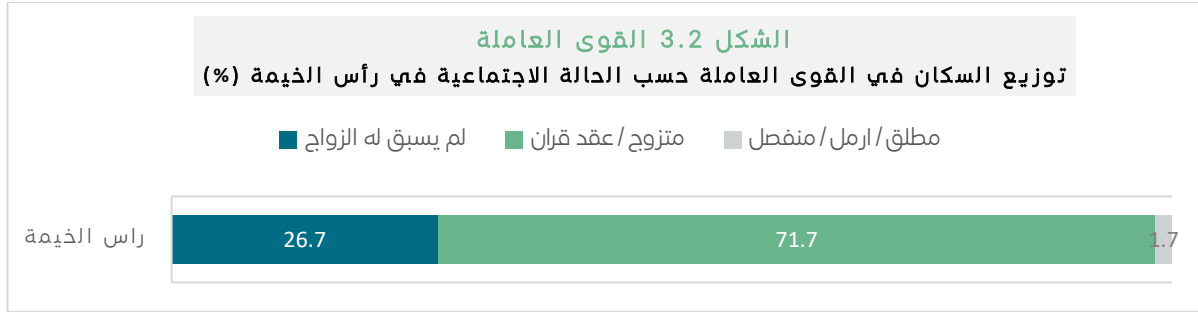 الشكل 3.2 القوى العاملة
توزيع السكان في القوى العاملة حسب الحالة الاجتماعية في رأس الخيمة (%)
لم يسبق له الزواج متزوج/عقد قران مطلق/ارمل/منفصل
راس الخيمة 26.7 71.7 1.7